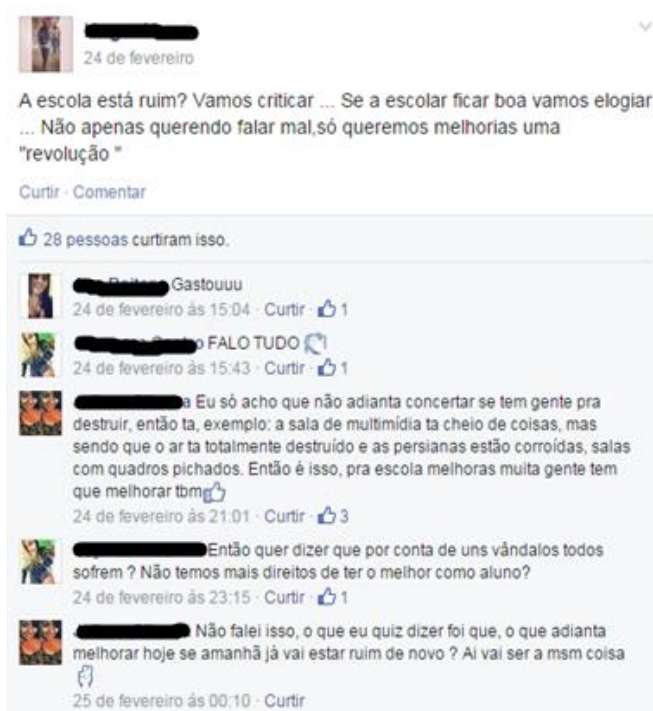 24 de fevereiro
A escola está ruim? Vamos criticar ... Se a escolar ficar boa vamos elogiar
... Não apenas querendo falar mal,só queremos melhorias uma
"revolução "
Curtir · Comentar
28 pessoas curtiram isso.
Gastouuu
24 de fevereiro às 15:04 · Curtir · 1
FALO TUDO
24 de fevereiro às 15:43 · Curtir · 1
Eu só acho que não adianta concertar se tem gente pra
destruir, então ta, exemplo: a sala de multimídia ta cheio de coisas, mas
sendo que o ar ta totalmente destruído e as persianas estão corroídas, salas
com quadros pichados. Então é isso, pra escola melhoras muita gente tem
que melhorar tbm
24 de fevereiro às 21:01 · Curtir · 3
Então quer dizer que por conta de uns vândalos todos
sofrem ? Não temos mais direitos de ter o melhor como aluno?
24 de fevereiro às 23:15 · Curtir · 1
Não falei isso, o que eu quiz dizer foi que, o que adianta
melhorar hoje se amanhã já vai estar ruim de novo ? Ai vai ser a msm coisa
25 de fevereiro às 00:10 · Curtir